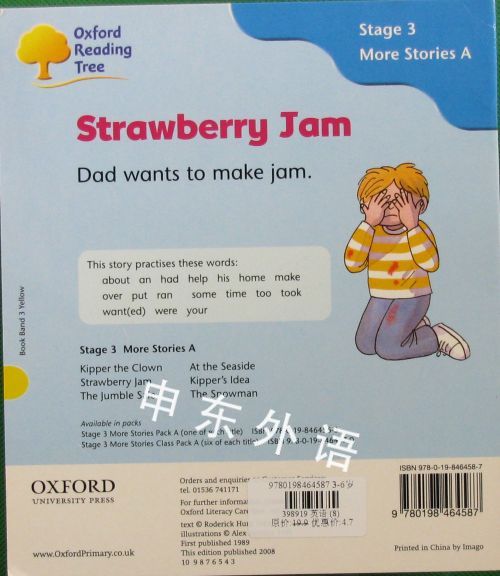 Oxford
Reading
Tree
Stage 3
More Stories A
Strawberry Jam
Dad wants to make jam.
This story practises these words:
about an had help his home make
over put ran some time too took
want(ed) were your
Book Band 3 Yellow
Stage 3 More Stories A
Kipper the Clown At the Seaside
Strawberry Jam Kipper's Idea
The Jumble The Snowman
Available in packs
Stage 3 More Stories Pack A (one of each title)
Stage 3 More Stories Class Pack A (six of each title)
申东外语
OXFORD
UNIVERSITY PRESS
www.OxfordPrimary.co.uk
Orders and enquiries
tel. 01536 741171
For further information
Oxford Literacy
text © Roderick
illustrations © Alex
First published 1989
This edition published 2008
10 9 8 7 6 5 4 3
9780198464587 3-6岁
398919 英语 (8)
原价:19.9 优惠价:4.7
ISBN 978-0-19-846458-7
9 780198 464587
Printed in China by Imago